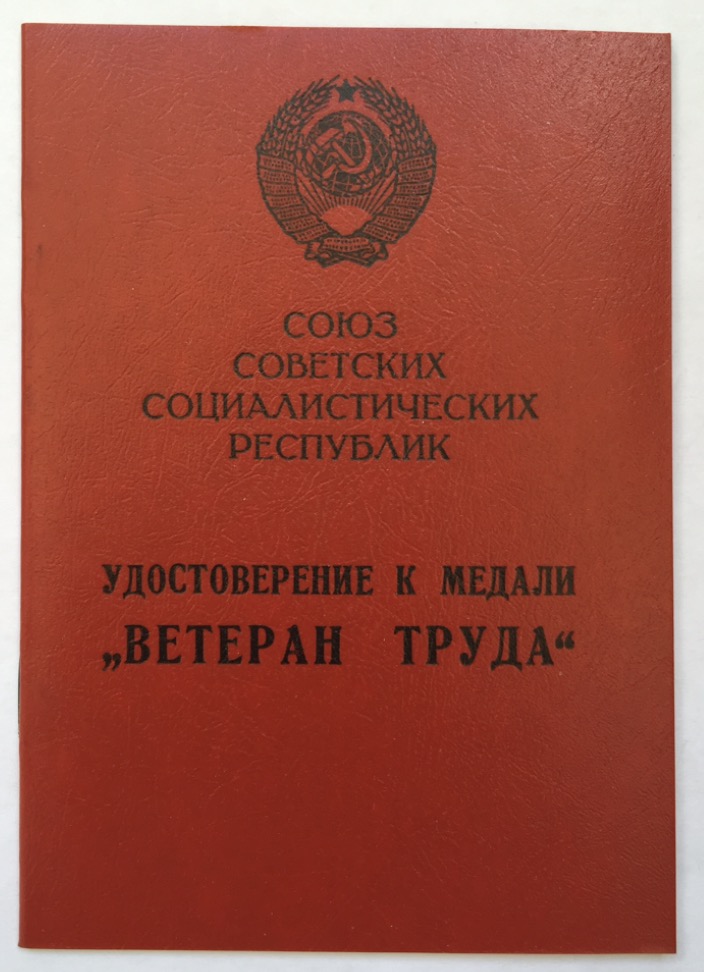 СОЮЗ
СОВЕТСКИХ
СОЦИАЛИСТИЧЕСКИХ
РЕСПУБЛИК
УДОСТОВЕРЕНИЕ К МЕДАЛИ
„ВЕТЕРАН ТРУДА“